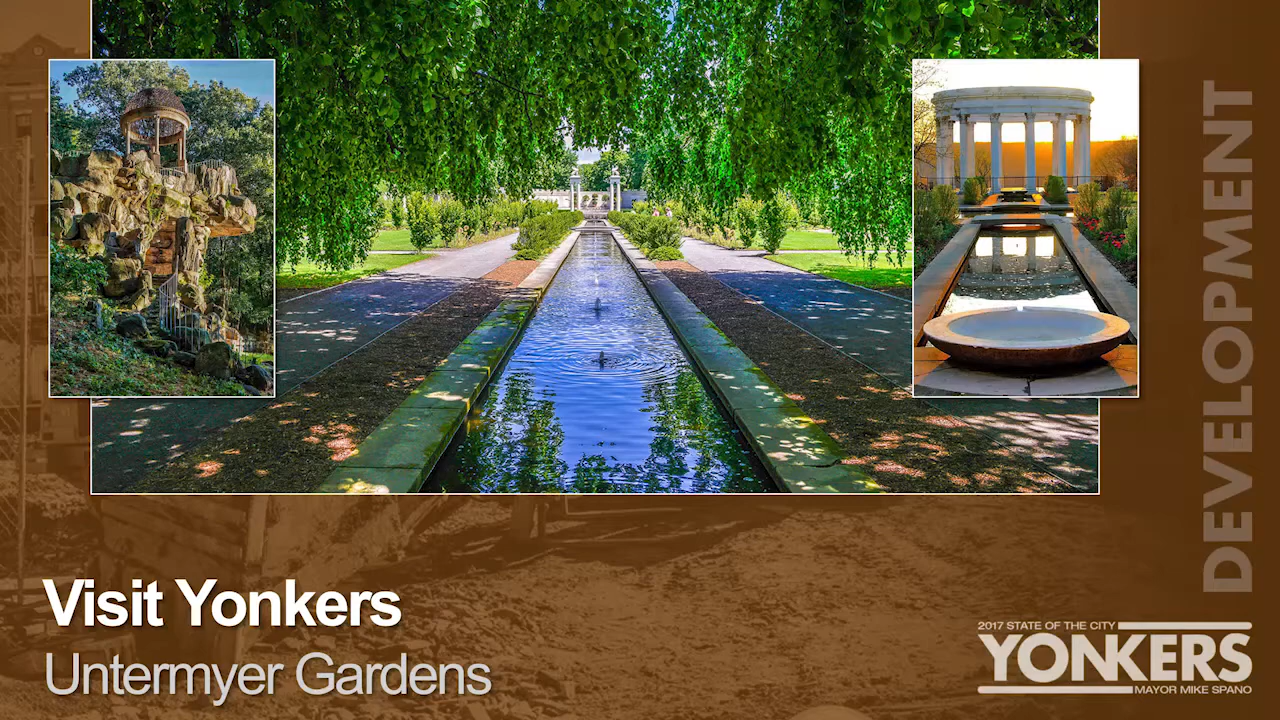 DEVELOPMENT
Visit Yonkers
Untermyer Gardens
2017 STATE OF THE CITY
YONKERS
MAYOR MIKE SPANO